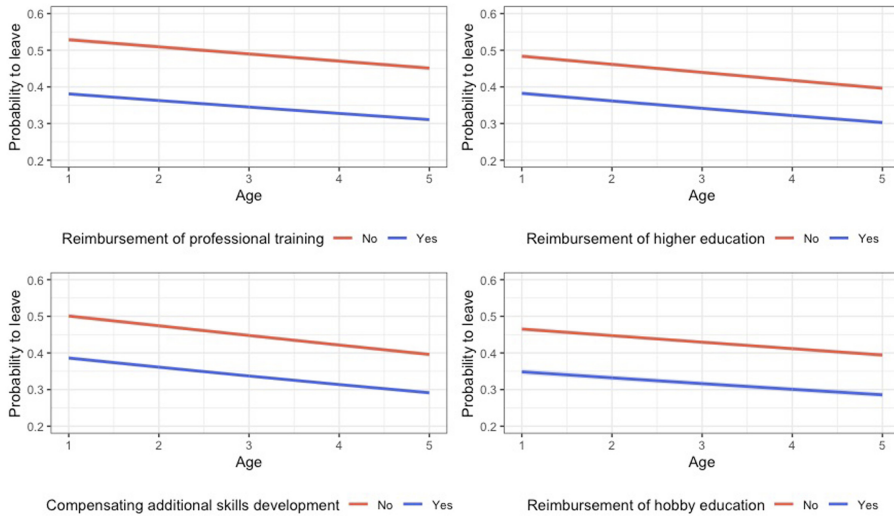 Probability to leave
0.6
0.5
0.4
0.3
0.2
1 2 3 4 5
Age
Reimbursement of professional training No Yes
Probability to leave
0.6
0.5
0.4
0.3
0.2
1 2 3 4 5
Age
Reimbursement of higher education No Yes
Probability to leave
0.6
0.5
0.4
0.3
0.2
1 2 3 4 5
Age
Compensating additional skills development No Yes
Probability to leave
0.6
0.5
0.4
0.3
0.2
1 2 3 4 5
Age
Reimbursement of hobby education No Yes